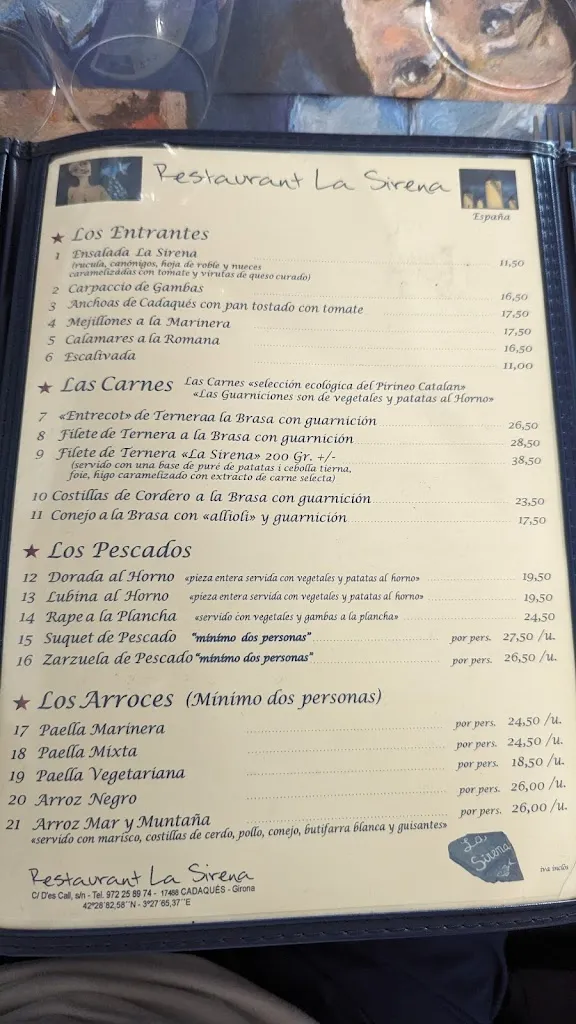 Restaurant La Sirena
España
★ Los Entrantes
1 Ensalada La Sirena 11,50
(rucula, canónigos, hoja de roble y nueces
caramelizadas con tomate y virutas de queso curado)
2 Carpaccio de Gambas 16,50
3 Anchoas de Cadaqués con pan tostado con tomate 17,50
4 Mejillones a la Marinera 17,50
5 Calamares a la Romana 16,50
6 Escalivada 11,00
★ Las Carnes Las Carnes «selección ecológica del Pirineo Catalan»
«Las Guarniciones son de vegetales y patatas al Horno»
7 «Entrecot» de Terneraa la Brasa con guarnición 26,50
8 Filete de Ternera a la Brasa con guarnición 28,50
9 Filete de Ternera «La Sirena» 200 Gr. +/- 38,50
(servido con una base de puré de patatas i cebolla tierna,
foie, higo caramelizado con extracto de carne selecta)
10 Costillas de Cordero a la Brasa con guarnición 23,50
11 Conejo a la Brasa con «allioli» y guarnición 17,50
★ Los Pescados
12 Dorada al Horno «pieza entera servida con vegetales y patatas al horno» 19,50
13 Lubina al Horno «pieza entera servida con vegetales y patatas al horno» 19,50
14 Rape a la Plancha «servido con vegetales y gambas a la plancha» 24,50
15 Suquet de Pescado "mínimo dos personas" por pers. 27,50 /u.
16 Zarzuela de Pescado "mínimo dos personas" por pers. 26,50 /u.
★ Los Arroces (Mínimo dos personas)
17 Paella Marinera por pers. 24,50 /u.
18 Paella Mixta por pers. 24,50 /u.
19 Paella Vegetariana por pers. 18,50 /u.
20 Arroz Negro por pers. 26,00 /u.
21 Arroz Mar y Muntaña por pers. 26,00 /u.
«servido con marisco, costillas de cerdo, pollo, conejo, butifarra blanca y guisantes»
La Sirena
iva inclòs
Restaurant La Sirena
C/ D'es Call, s/n - Tel. 972 25 89 74 - 17488 CADAQUÉS - Girona
42º28'82,58''N - 3º27'65,37''E